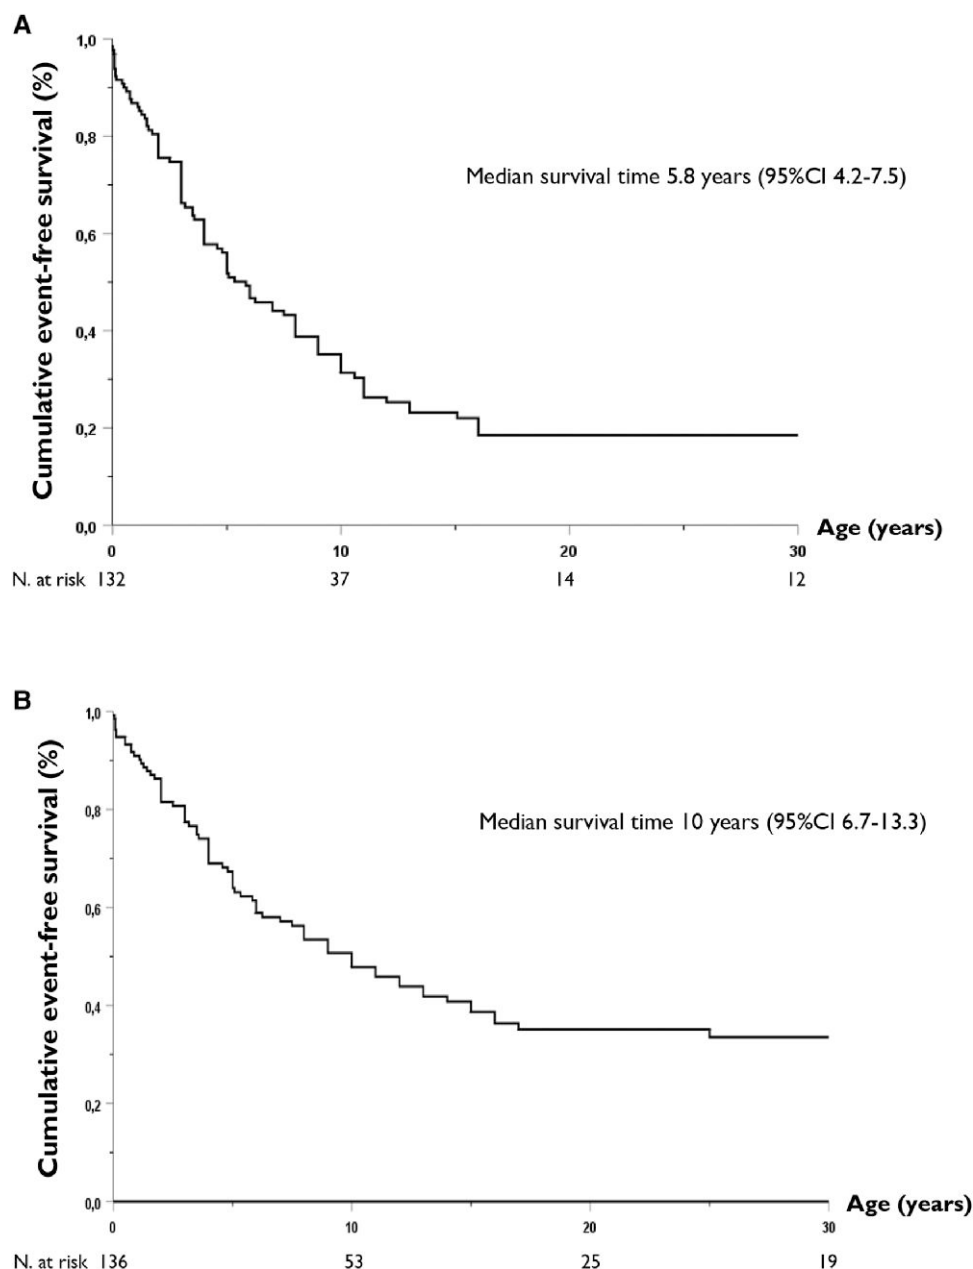 A
Cumulative event-free survival (%)
1,0
0,8
0,6
0,4
0,2
0,0
Median survival time 5.8 years (95%CI 4.2-7.5)
Age (years)
0 10 20 30
N. at risk 132 37 14 12
B
Cumulative event-free survival (%)
1,0
0,8
0,6
0,4
0,2
0,0
Median survival time 10 years (95%CI 6.7-13.3)
Age (years)
0 10 20 30
N. at risk 136 53 25 19